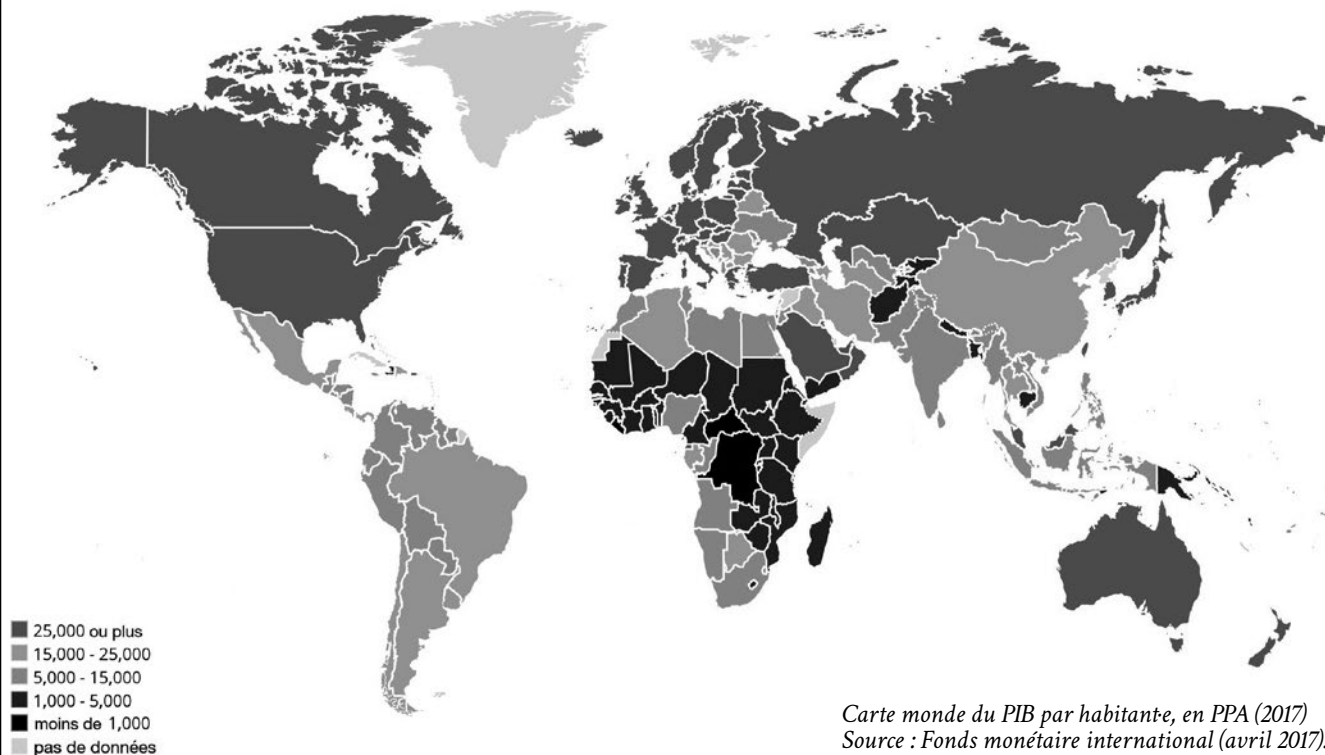 25,000 ou plus
15,000 - 25,000
5,000 - 15,000
1,000 - 5,000
moins de 1,000
pas de données
Carte monde du PIB par habitant·e, en PPA (2017)
Source : Fonds monétaire international (avril 2017).